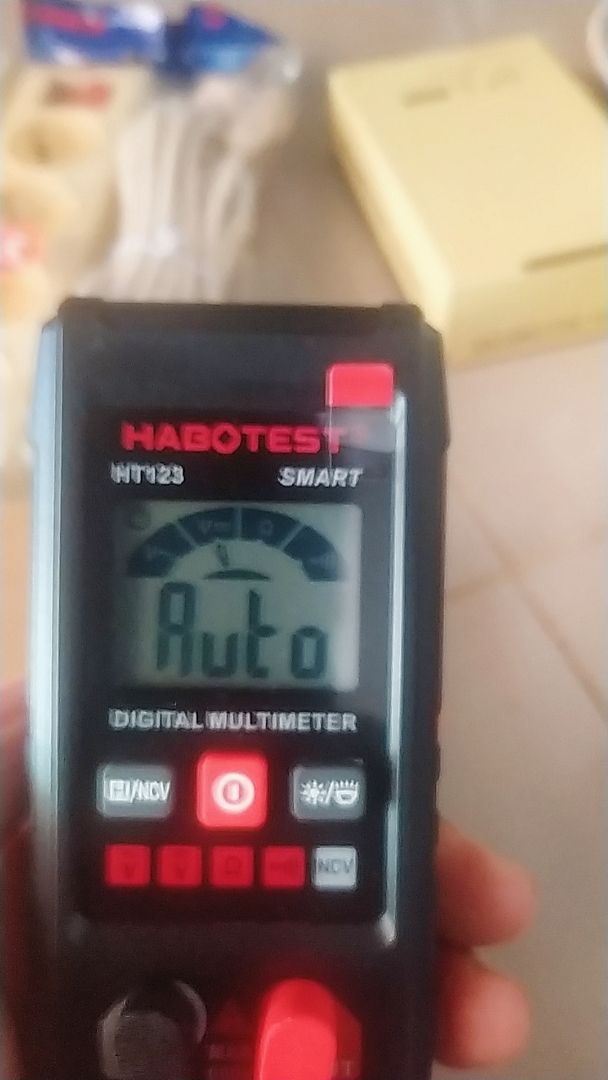 HABOTEST
HT123 SMART
Auto
DIGITAL MULTIMETER
H/NCV
NCV